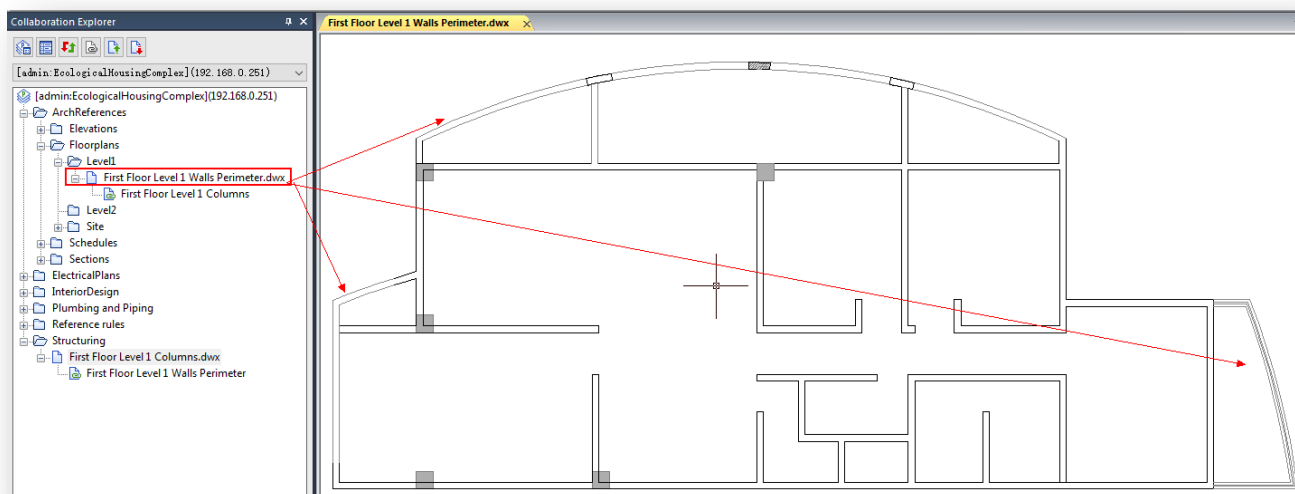 Collaboration Explorer
First Floor Level 1 Walls Perimeter.dwx
[admin:EcologicalHousingComplex](192.168.0.251)
[admin:EcologicalHousingComplex](192.168.0.251)
ArchReferences
Elevations
Floorplans
Level1
First Floor Level 1 Walls Perimeter.dwx
First Floor Level 1 Columns
Level2
Site
Schedules
Sections
ElectricalPlans
InteriorDesign
Plumbing and Piping
Reference rules
Structuring
First Floor Level 1 Columns.dwx
First Floor Level 1 Walls Perimeter